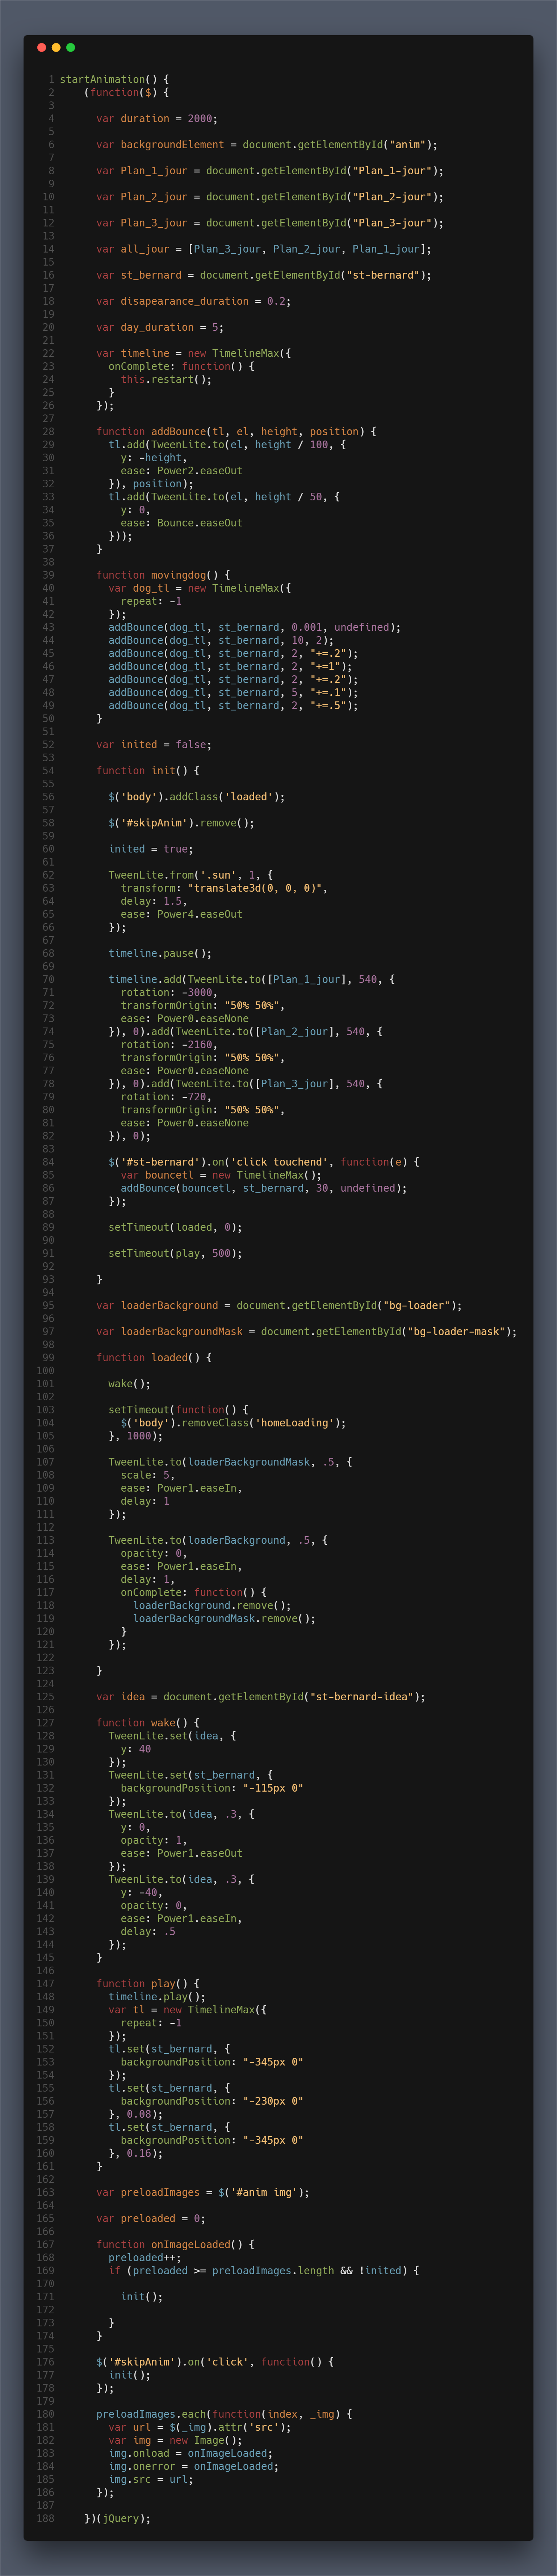 1 startAnimation() {
2 (function($) {
3
4 var duration = 2000;
5
6 var backgroundElement = document.getElementById("anim");
7
8 var Plan_1_jour = document.getElementById("Plan_1-jour");
9
10 var Plan_2_jour = document.getElementById("Plan_2-jour");
11
12 var Plan_3_jour = document.getElementById("Plan_3-jour");
13
14 var all_jour = [Plan_3_jour, Plan_2_jour, Plan_1_jour];
15
16 var st_bernard = document.getElementById("st-bernard");
17
18 var disapearance_duration = 0.2;
19
20 var day_duration = 5;
21
22 var timeline = new TimelineMax({
23 onComplete: function() {
24 this.restart();
25 }
26 });
27
28 function addBounce(tl, el, height, position) {
29 tl.add(TweenLite.to(el, height / 100, {
30 y: -height,
31 ease: Power2.easeOut
32 }), position);
33 tl.add(TweenLite.to(el, height / 50, {
34 y: 0,
35 ease: Bounce.easeOut
36 }));
37 }
38
39 function movingdog() {
40 var dog_tl = new TimelineMax({
41 repeat: -1
42 });
43 addBounce(dog_tl, st_bernard, 0.001, undefined);
44 addBounce(dog_tl, st_bernard, 10, 2);
45 addBounce(dog_tl, st_bernard, 2, "+=.2");
46 addBounce(dog_tl, st_bernard, 2, "+=1");
47 addBounce(dog_tl, st_bernard, 2, "+=.2");
48 addBounce(dog_tl, st_bernard, 5, "+=.1");
49 addBounce(dog_tl, st_bernard, 2, "+=.5");
50 }
51
52 var inited = false;
53
54 function init() {
55
56 $('body').addClass('loaded');
57
58 $('#skipAnim').remove();
59
60 inited = true;
61
62 TweenLite.from('.sun', 1, {
63 transform: "translate3d(0, 0, 0)",
64 delay: 1.5,
65 ease: Power4.easeOut
66 });
67
68 timeline.pause();
69
70 timeline.add(TweenLite.to([Plan_1_jour], 540, {
71 rotation: -3000,
72 transformOrigin: "50% 50%",
73 ease: Power0.easeNone
74 }), 0).add(TweenLite.to([Plan_2_jour], 540, {
75 rotation: -2160,
76 transformOrigin: "50% 50%",
77 ease: Power0.easeNone
78 }), 0).add(TweenLite.to([Plan_3_jour], 540, {
79 rotation: -720,
80 transformOrigin: "50% 50%",
81 ease: Power0.easeNone
82 }), 0);
83
84 $('#st-bernard').on('click touchend', function(e) {
85 var bouncetl = new TimelineMax();
86 addBounce(bouncetl, st_bernard, 30, undefined);
87 });
88
89 setTimeout(loaded, 0);
90
91 setTimeout(play, 500);
92
93 }
94
95 var loaderBackground = document.getElementById("bg-loader");
96
97 var loaderBackgroundMask = document.getElementById("bg-loader-mask");
98
99 function loaded() {
100
101 wake();
102
103 setTimeout(function() {
104 $('body').removeClass('homeLoading');
105 }, 1000);
106
107 TweenLite.to(loaderBackgroundMask, .5, {
108 scale: 5,
109 ease: Power1.easeIn,
110 delay: 1
111 });
112
113 TweenLite.to(loaderBackground, .5, {
114 opacity: 0,
115 ease: Power1.easeIn,
116 delay: 1,
117 onComplete: function() {
118 loaderBackground.remove();
119 loaderBackgroundMask.remove();
120 }
121 });
122
123 }
124
125 var idea = document.getElementById("st-bernard-idea");
126
127 function wake() {
128 TweenLite.set(idea, {
129 y: 40
130 });
131 TweenLite.set(st_bernard, {
132 backgroundPosition: "-115px 0"
133 });
134 TweenLite.to(idea, .3, {
135 y: 0,
136 opacity: 1,
137 ease: Power1.easeOut
138 });
139 TweenLite.to(idea, .3, {
140 y: -40,
141 opacity: 0,
142 ease: Power1.easeIn,
143 delay: .5
144 });
145 }
146
147 function play() {
148 timeline.play();
149 var tl = new TimelineMax({
150 repeat: -1
151 });
152 tl.set(st_bernard, {
153 backgroundPosition: "-345px 0"
154 });
155 tl.set(st_bernard, {
156 backgroundPosition: "-230px 0"
157 }, 0.08);
158 tl.set(st_bernard, {
159 backgroundPosition: "-345px 0"
160 }, 0.16);
161 }
162
163 var preloadImages = $('#anim img');
164
165 var preloaded = 0;
166
167 function onImageLoaded() {
168 preloaded++;
169 if (preloaded >= preloadImages.length && !inited) {
170
171 init();
172
173 }
174 }
175
176 $('#skipAnim').on('click', function() {
177 init();
178 });
179
180 preloadImages.each(function(index, _img) {
181 var url = $(_img).attr('src');
182 var img = new Image();
183 img.onload = onImageLoaded;
184 img.onerror = onImageLoaded;
185 img.src = url;
186 });
187
188 })(jQuery);